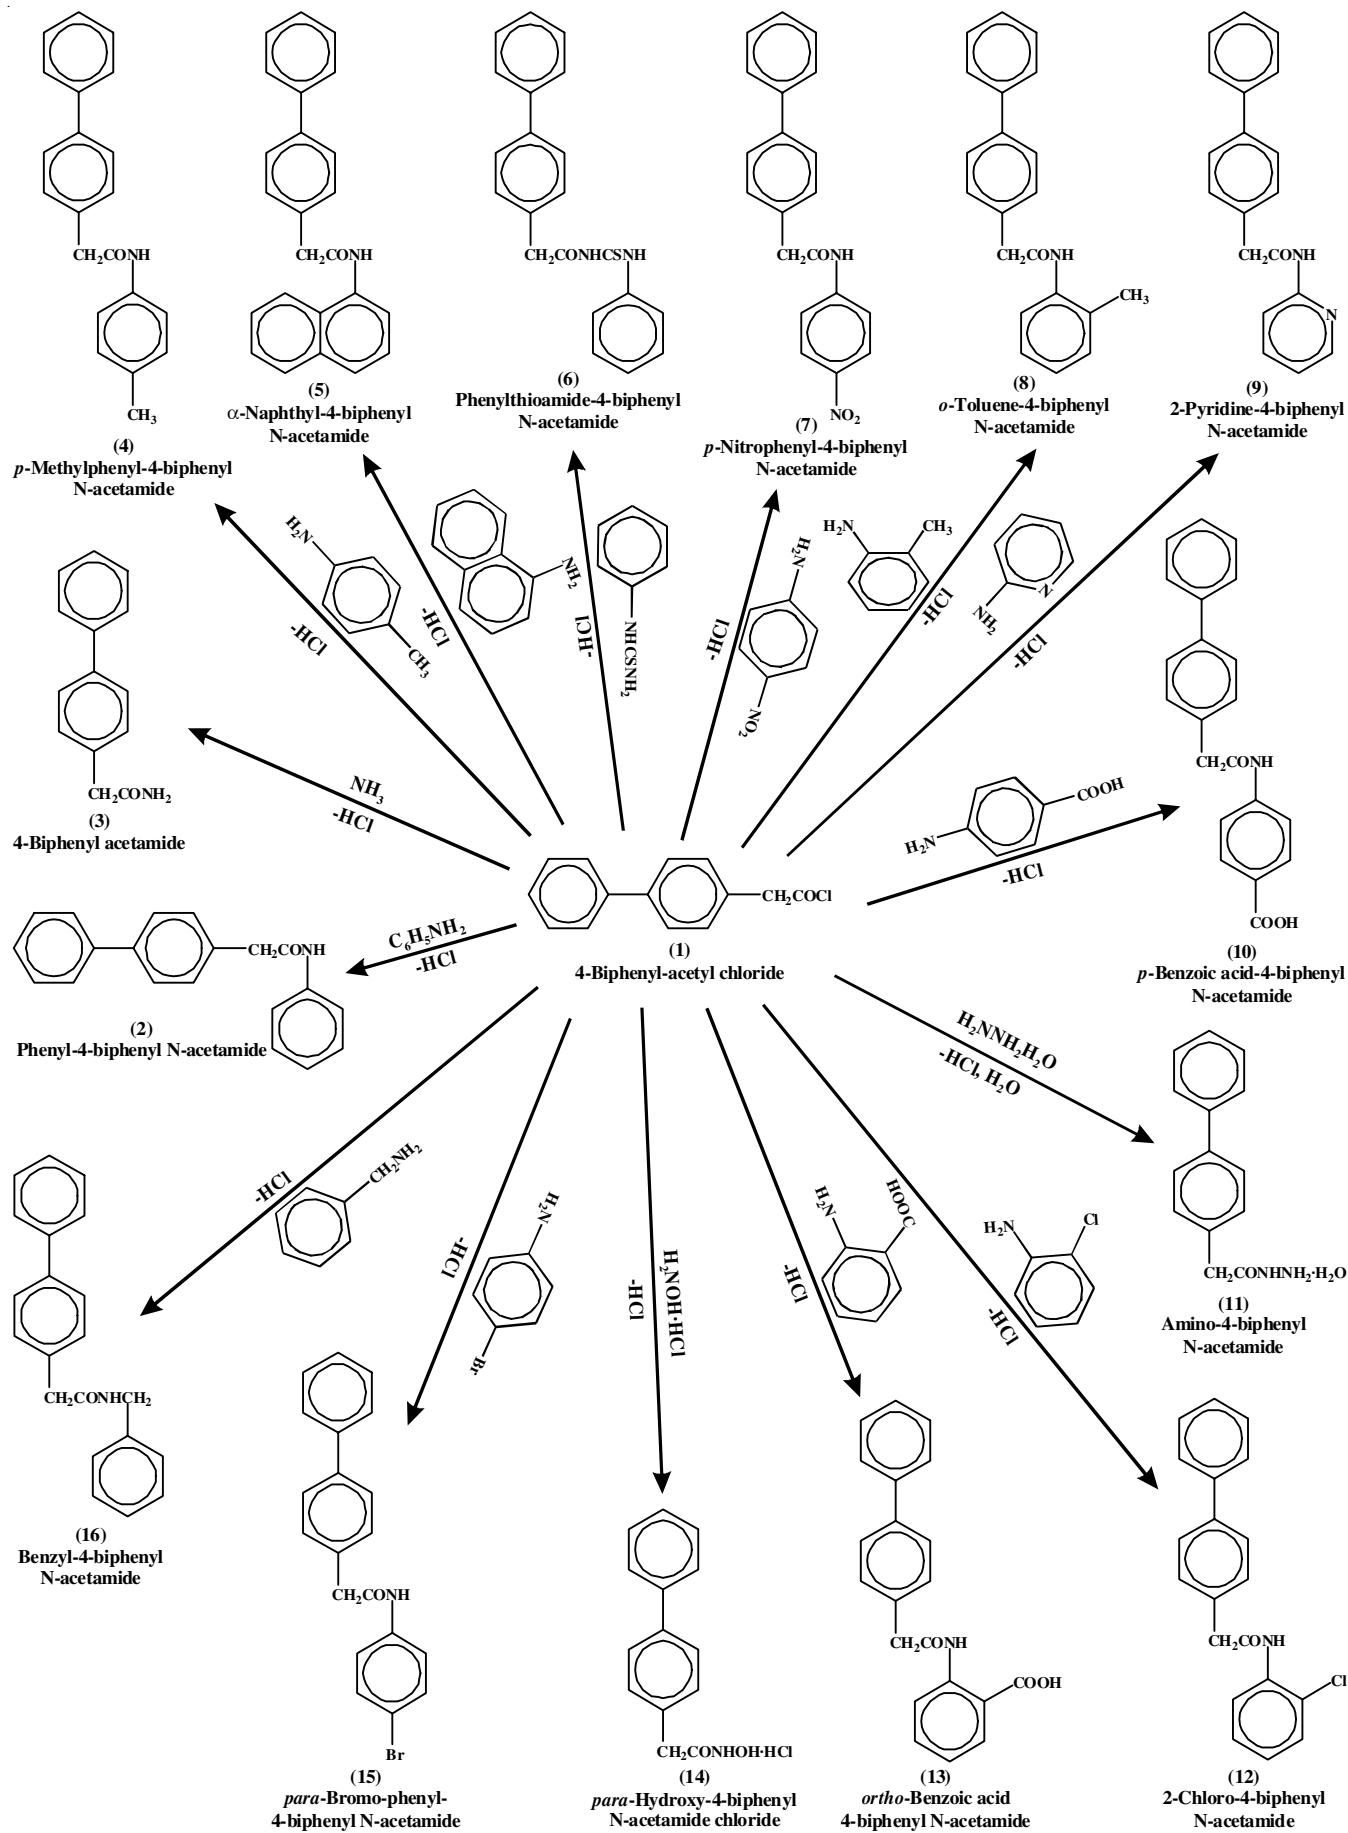 CH₂CONH
CH₃
(4)
p-Methylphenyl-4-biphenyl
N-acetamide
CH₂CONH
(5)
α-Naphthyl-4-biphenyl
N-acetamide
CH₂CONHCSNH
(6)
Phenylthioamide-4-biphenyl
N-acetamide
CH₂CONH
NO₂
(7)
p-Nitrophenyl-4-biphenyl
N-acetamide
CH₂CONH
CH₃
(8)
o-Toluene-4-biphenyl
N-acetamide
CH₂CONH
N
(9)
2-Pyridine-4-biphenyl
N-acetamide
H₂N
CH₃
-HCl
NH₂
-HCl
NHCSNH₂
-HCl
H₂N
NO₂
-HCl
H₂N
CH₃
-HCl
N
NH₂
-HCl
CH₂CONH₂
(3)
4-Biphenyl acetamide
NH₃
-HCl
COOH
H₂N
-HCl
CH₂CONH
COOH
(10)
p-Benzoic acid-4-biphenyl
N-acetamide
CH₂COCl
(1)
4-Biphenyl-acetyl chloride
C₆H₅NH₂
-HCl
CH₂CONH
(2)
Phenyl-4-biphenyl N-acetamide
H₂NNH₂H₂O
-HCl, H₂O
CH₂CONHNH₂·H₂O
(11)
Amino-4-biphenyl
N-acetamide
CH₂NH₂
-HCl
H₂N
Br
-HCl
H₂NOH·HCl
-HCl
H₂N
HOOC
-HCl
H₂N
Cl
-HCl
CH₂CONHCH₂
(16)
Benzyl-4-biphenyl
N-acetamide
CH₂CONH
Br
(15)
para-Bromo-phenyl-
4-biphenyl N-acetamide
CH₂CONHOH·HCl
(14)
para-Hydroxy-4-biphenyl
N-acetamide chloride
CH₂CONH
COOH
(13)
ortho-Benzoic acid
4-biphenyl N-acetamide
CH₂CONH
Cl
(12)
2-Chloro-4-biphenyl
N-acetamide